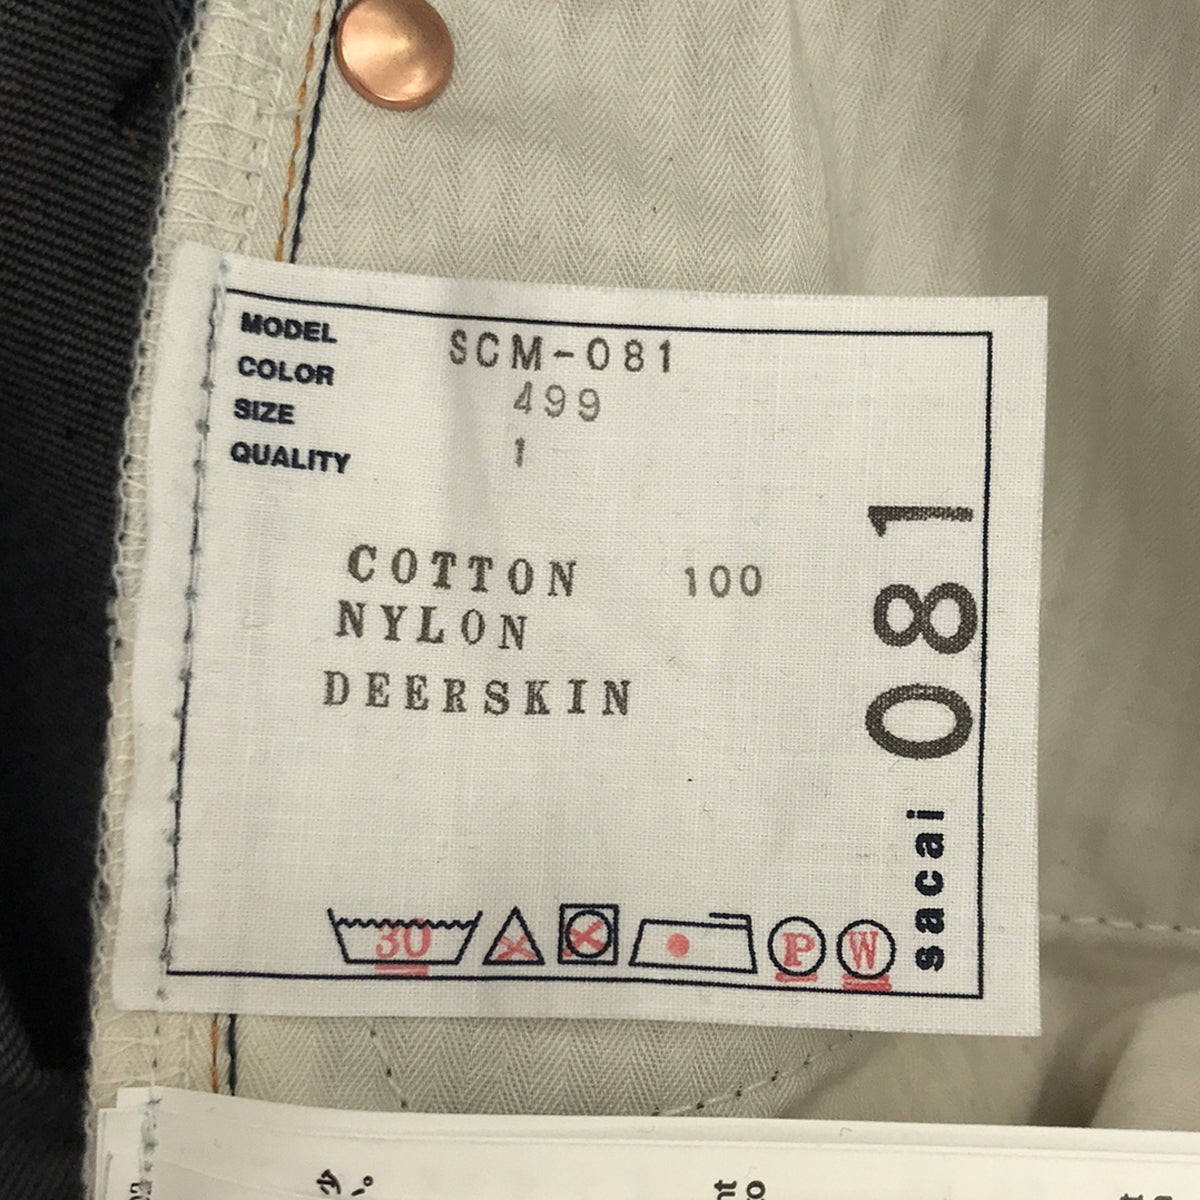 MODEL SCM-081
COLOR 499
SIZE 1
QUALITY
COTTON 100
NYLON
DEERSKIN
30 P W
sacai 081